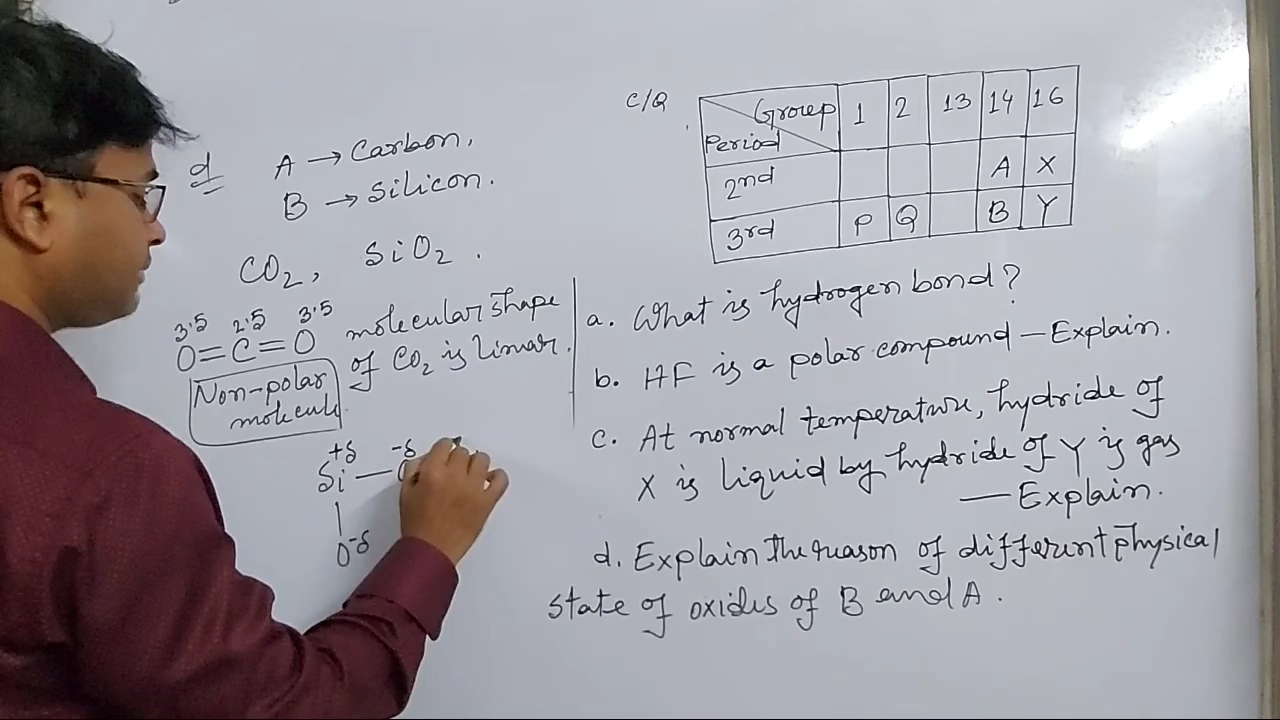 d
A → Carbon.
B → Silicon.
CO2, SiO2.
3.5 2.5 3.5
O=C=O
molecular shape
of CO2 is linear.
Non-polar
molecule.
+δ -δ
Si —
O-δ
C/Q
Group 1 2 13 14 16
Period
2nd A X
3rd P Q B Y
a. What is hydrogen bond?
b. HF is a polar compound — Explain.
c. At normal temperature, hydride of
X is liquid by hydride of Y is gas
— Explain.
d. Explain the reason of different physical
state of oxides of B and A.